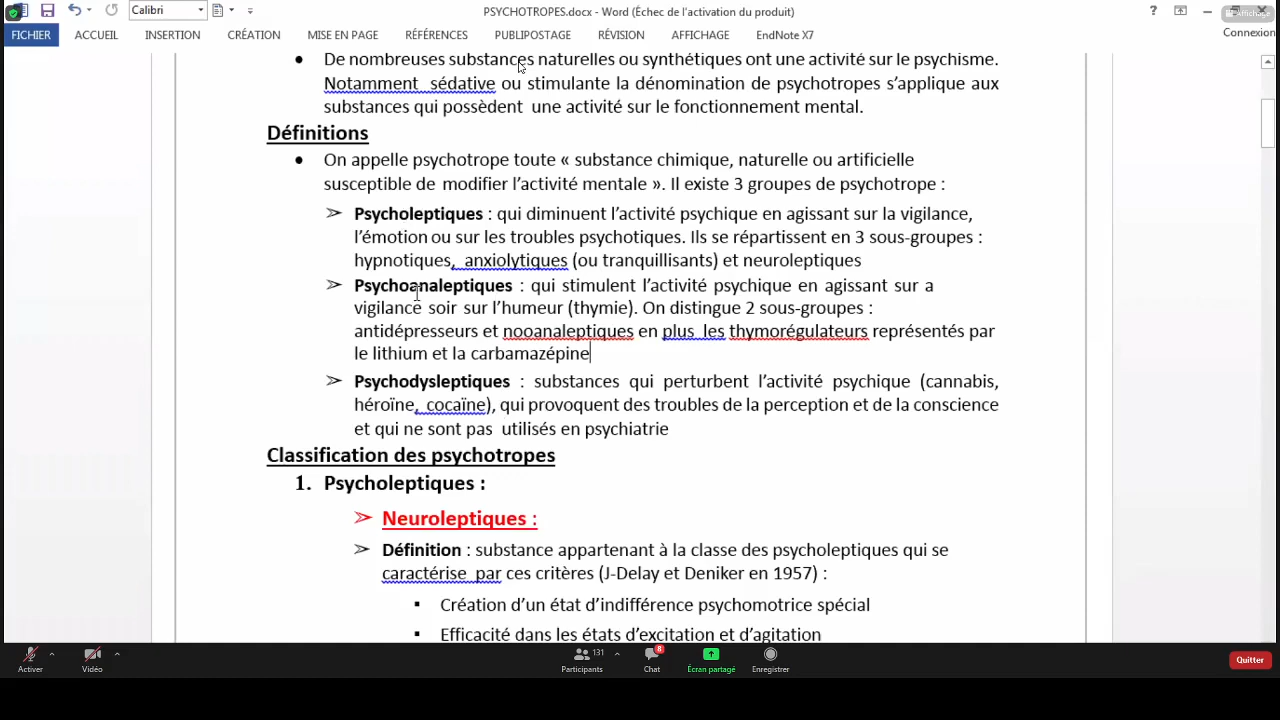 PSYCHOTROPES.docx - Word (Échec de l'activation du produit)
Calibri
Affichage
FICHIER ACCUEIL INSERTION CRÉATION MISE EN PAGE RÉFÉRENCES PUBLIPOSTAGE RÉVISION AFFICHAGE EndNote X7 Connexion
• De nombreuses substances naturelles ou synthétiques ont une activité sur le psychisme.
Notamment sédative ou stimulante la dénomination de psychotropes s’applique aux
substances qui possèdent une activité sur le fonctionnement mental.
Définitions
• On appelle psychotrope toute « substance chimique, naturelle ou artificielle
susceptible de modifier l’activité mentale ». Il existe 3 groupes de psychotrope :
➢ Psycholeptiques : qui diminuent l’activité psychique en agissant sur la vigilance,
l’émotion ou sur les troubles psychotiques. Ils se répartissent en 3 sous-groupes :
hypnotiques, anxiolytiques (ou tranquillisants) et neuroleptiques
➢ Psychoanaleptiques : qui stimulent l’activité psychique en agissant sur a
vigilance soir sur l’humeur (thymie). On distingue 2 sous-groupes :
antidépresseurs et nooanaleptiques en plus les thymorégulateurs représentés par
le lithium et la carbamazépine
➢ Psychodysleptiques : substances qui perturbent l’activité psychique (cannabis,
héroïne, cocaïne), qui provoquent des troubles de la perception et de la conscience
et qui ne sont pas utilisés en psychiatrie
Classification des psychotropes
1. Psycholeptiques :
➢ Neuroleptiques :
➢ Définition : substance appartenant à la classe des psycholeptiques qui se
caractérise par ces critères (J-Delay et Deniker en 1957) :
▪ Création d’un état d’indifférence psychomotrice spécial
▪ Efficacité dans les états d’excitation et d’agitation
131 8
Activer Vidéo Participants Chat Écran partagé Enregistrer Quitter